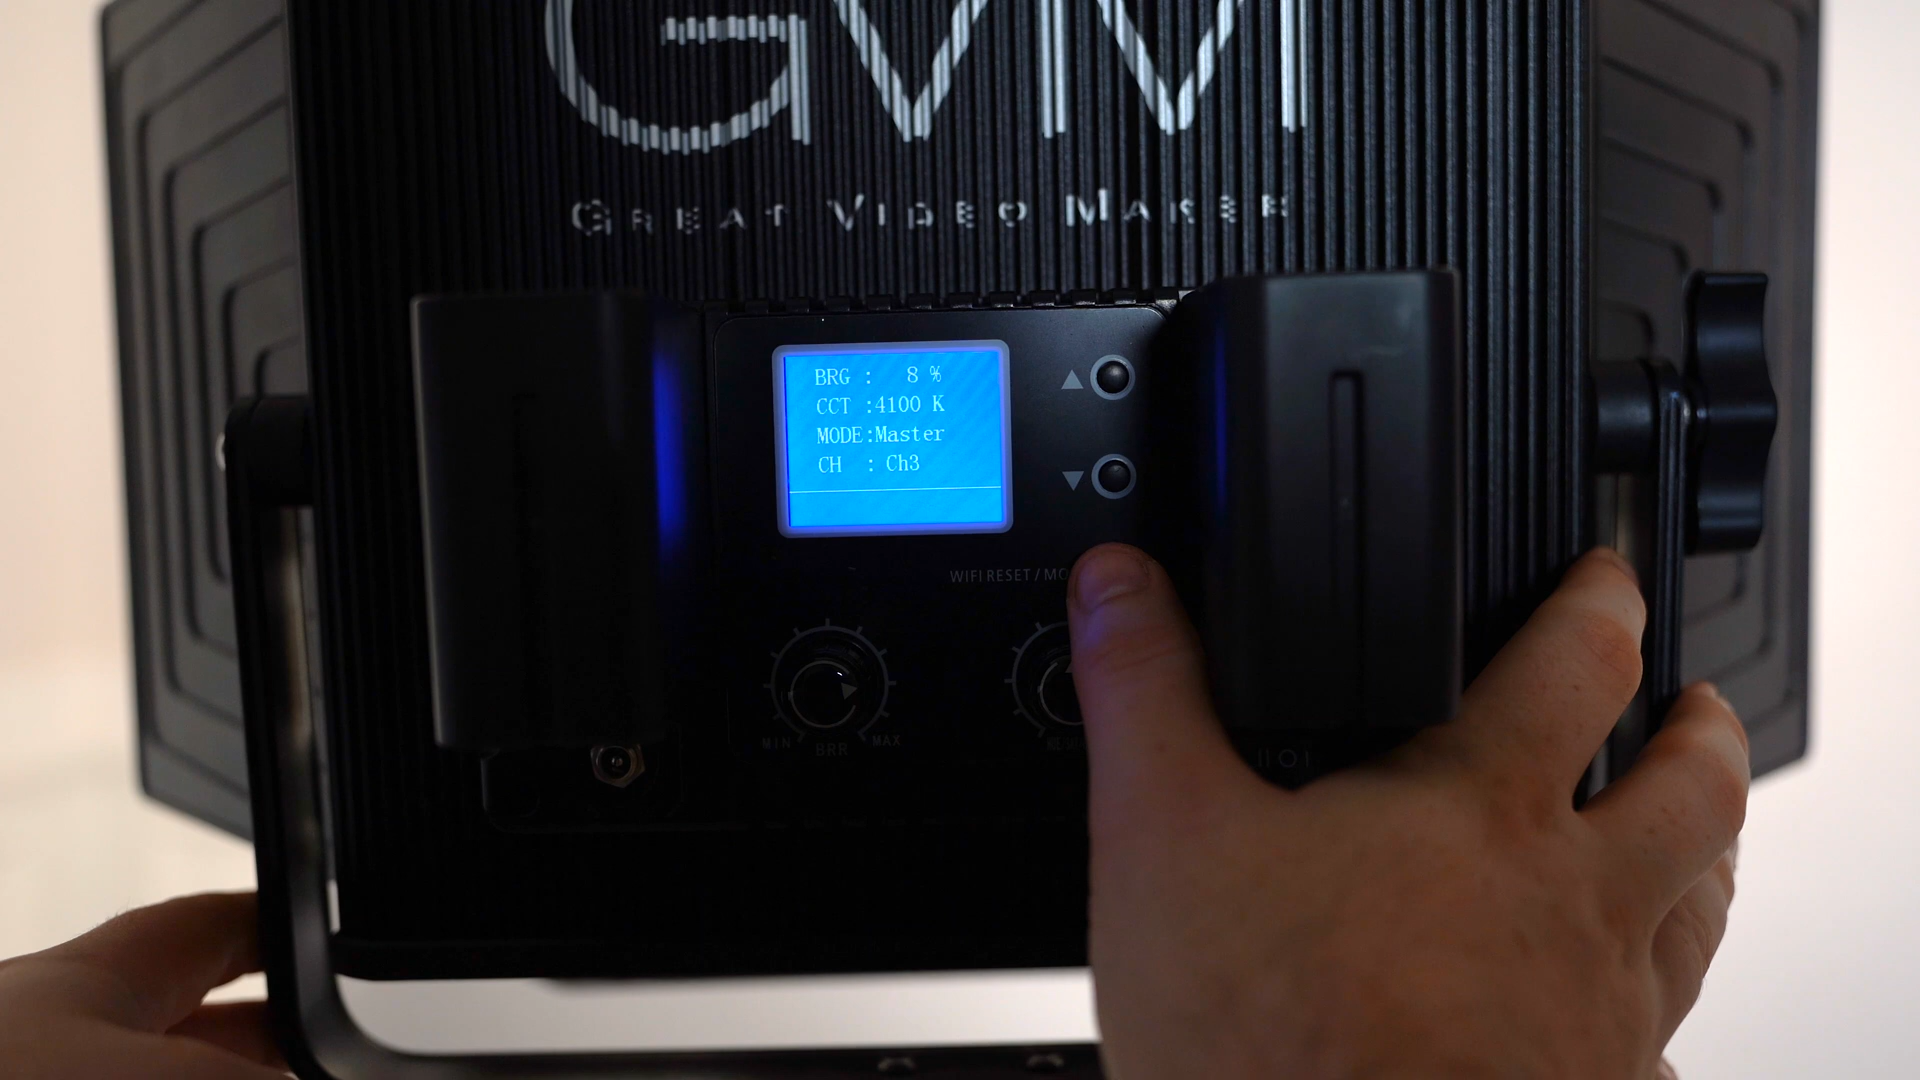 GVM
GREAT VIDEO MAKER
BRG : 8 %
CCT :4100 K
MODE:Master
CH : Ch3
WIFI RESET / MO
MIN BRR MAX